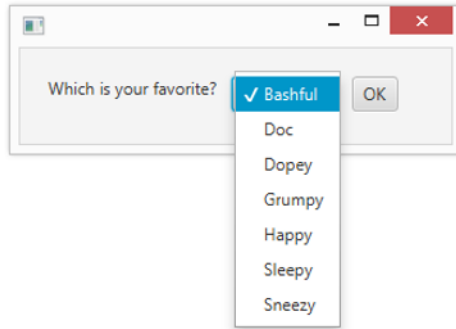 Which is your favorite? ✓ Bashful OK
Doc
Dopey
Grumpy
Happy
Sleepy
Sneezy